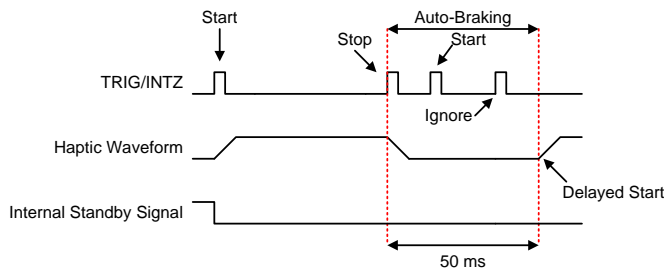 Start
Auto-Braking
Stop
Start
TRIG/INTZ
Ignore
Haptic Waveform
Delayed Start
Internal Standby Signal
50 ms